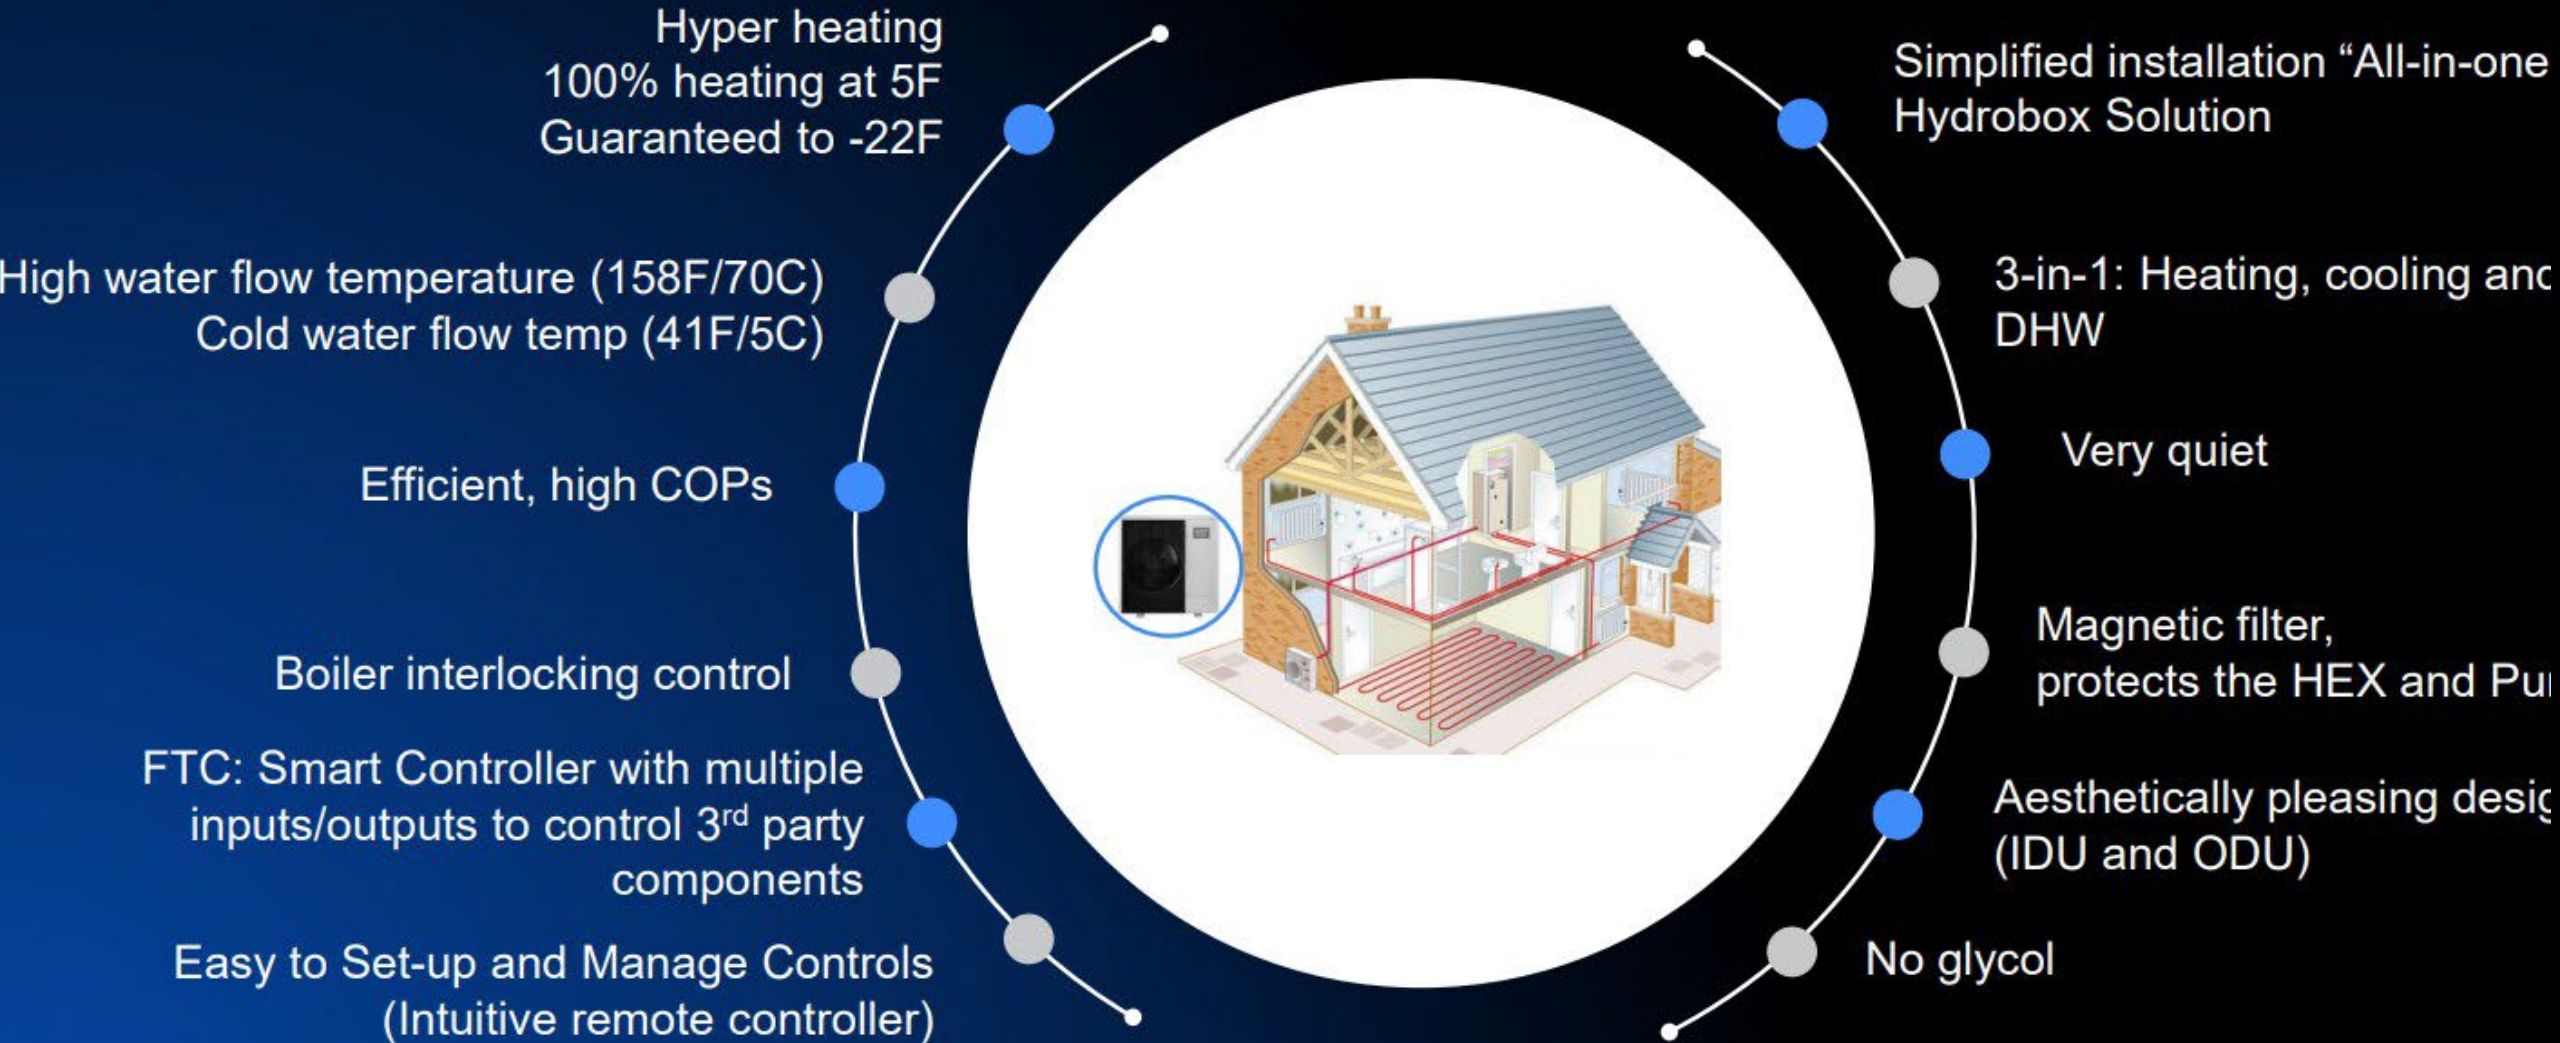 Hyper heating
100% heating at 5F
Guaranteed to -22F
High water flow temperature (158F/70C)
Cold water flow temp (41F/5C)
Efficient, high COPs
Boiler interlocking control
FTC: Smart Controller with multiple
inputs/outputs to control 3rd party
components
Easy to Set-up and Manage Controls
(Intuitive remote controller)
Simplified installation “All-in-one
Hydrobox Solution
3-in-1: Heating, cooling and
DHW
Very quiet
Magnetic filter,
protects the HEX and
Aesthetically pleasing
(IDU and ODU)
No glycol